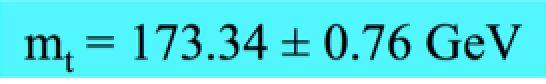 mₜ = 173.34 ± 0.76 GeV